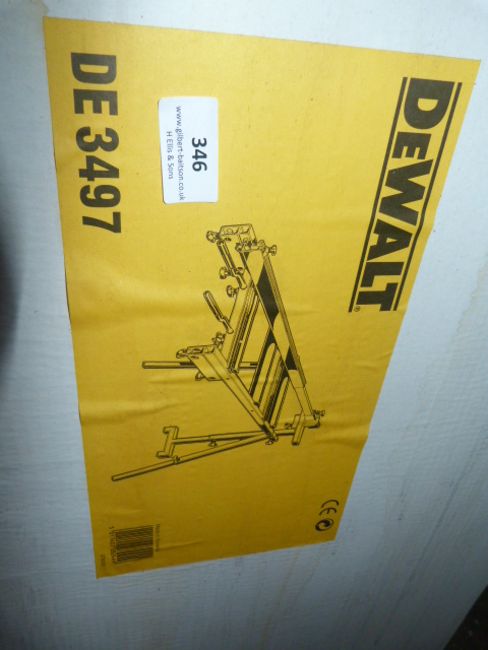 DEWALT®
DE 3497
346
www.gilbert-baitson.co.uk
H Ellis & Sons
CE